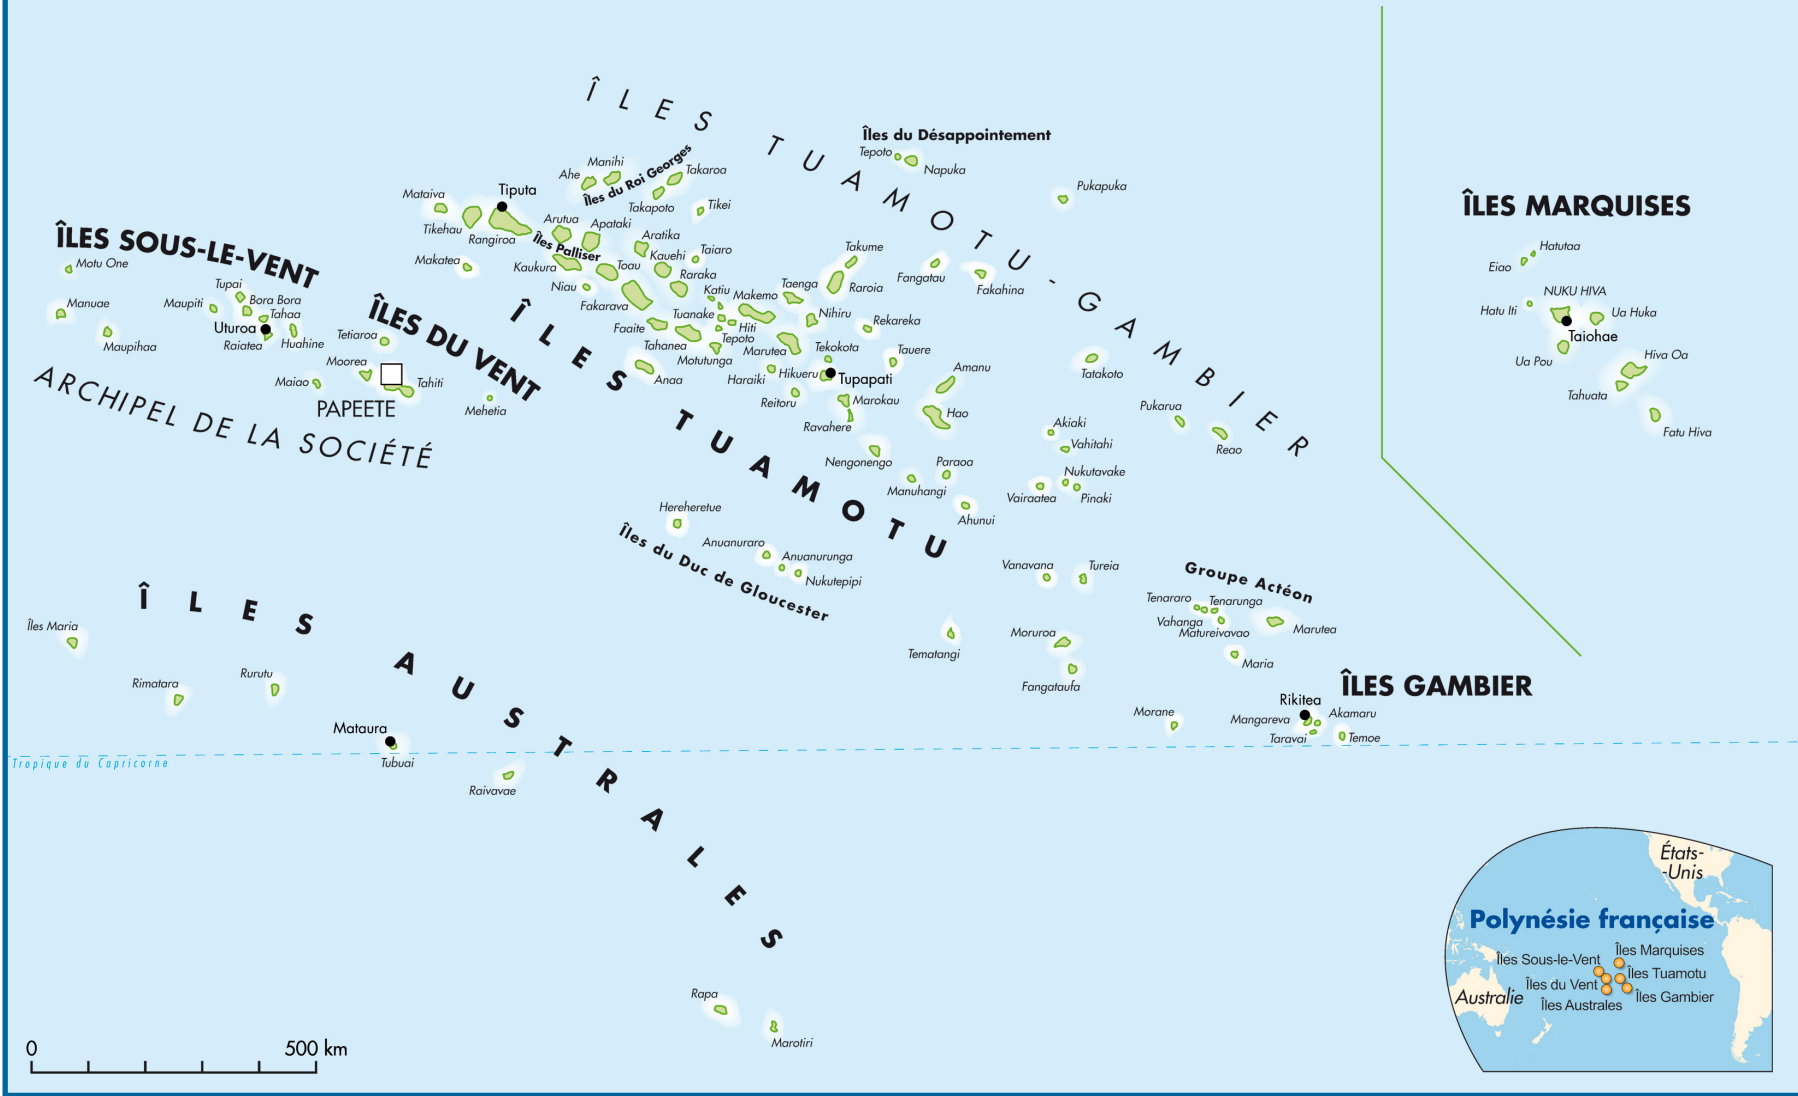 ÎLES TUAMOTU-GAMBIER
Îles du Désappointement
Tepoto
Napuka
Pukapuka
Îles du Roi Georges
Manihi
Ahe
Takaroa
Takapoto
Tikei
Mataiva
Tiputa
Tikehau
Rangiroa
Makatea
Îles Palliser
Arutua
Apataki
Kaukura
Niau
Aratika
Kauehi
Taiaro
Toau
Raraka
Fakarava
Faaite
Katiu
Makemo
Tuanake
Hiti
Tepoto
Tahanea
Motutunga
Marutea
Anaa
Haraiki
Taenga
Nihiru
Takume
Raroia
Fangatau
Fakahina
Rekareka
Tekokota
Tauere
Hikueru
Tupapati
Reitoru
Marokau
Ravahere
Amanu
Hao
Nengonengo
Manuhangi
Paraoa
Ahunui
Tatakoto
Pukarua
Reao
Akiaki
Vahitahi
Nukutavake
Vairaatea
Pinaki
ÎLES TUAMOTU
ÎLES SOUS-LE-VENT
Motu One
Manuae
Maupihaa
Maupiti
Tupai
Bora Bora
Tahaa
Uturoa
Raiatea
Huahine
ÎLES DU VENT
Tetiaroa
Moorea
Maiao
Tahiti
PAPEETE
Mehetia
ARCHIPEL DE LA SOCIÉTÉ
Hereheretue
Îles du Duc de Gloucester
Anuanuraro
Anuanurunga
Nukutepipi
Vanavana
Tureia
Tematangi
Moruroa
Fangataufa
Groupe Actéon
Tenararo
Tenarunga
Vahanga
Matureivavao
Marutea
Maria
Morane
ÎLES GAMBIER
Rikitea
Mangareva
Akamaru
Taravai
Temoe
ÎLES MARQUISES
Hatutaa
Eiao
Hatu Iti
NUKU HIVA
Ua Huka
Taiohae
Ua Pou
Hiva Oa
Tahuata
Fatu Hiva
ÎLES AUSTRALES
Îles Maria
Rimatara
Rurutu
Mataura
Tubuai
Raivavae
Rapa
Marotiri
Tropique du Capricorne
0 500 km
États-
-Unis
Polynésie française
Îles Marquises
Îles Sous-le-Vent
Îles Tuamotu
Îles du Vent
Îles Gambier
Îles Australes
Australie